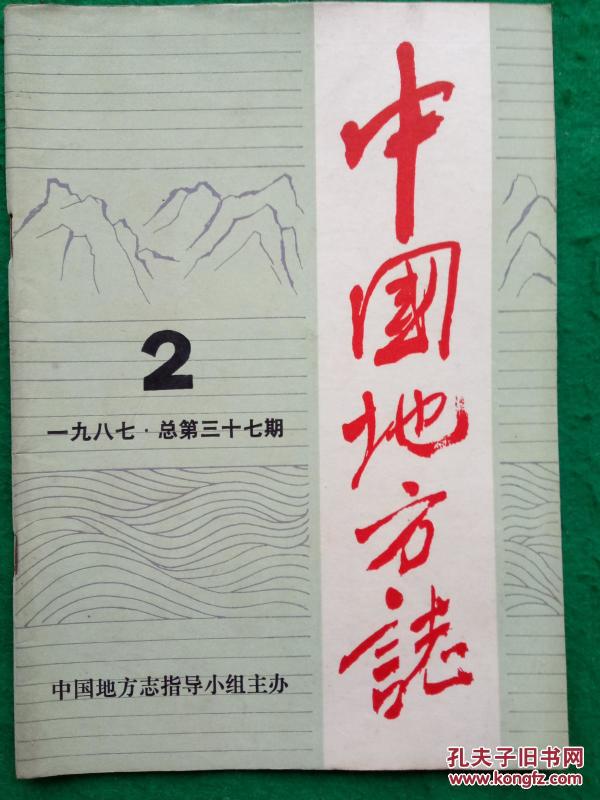 中國地方誌
2
一九八七·总第三十七期
中国地方志指导小组主办
孔夫子旧书网
www.kongfz.com